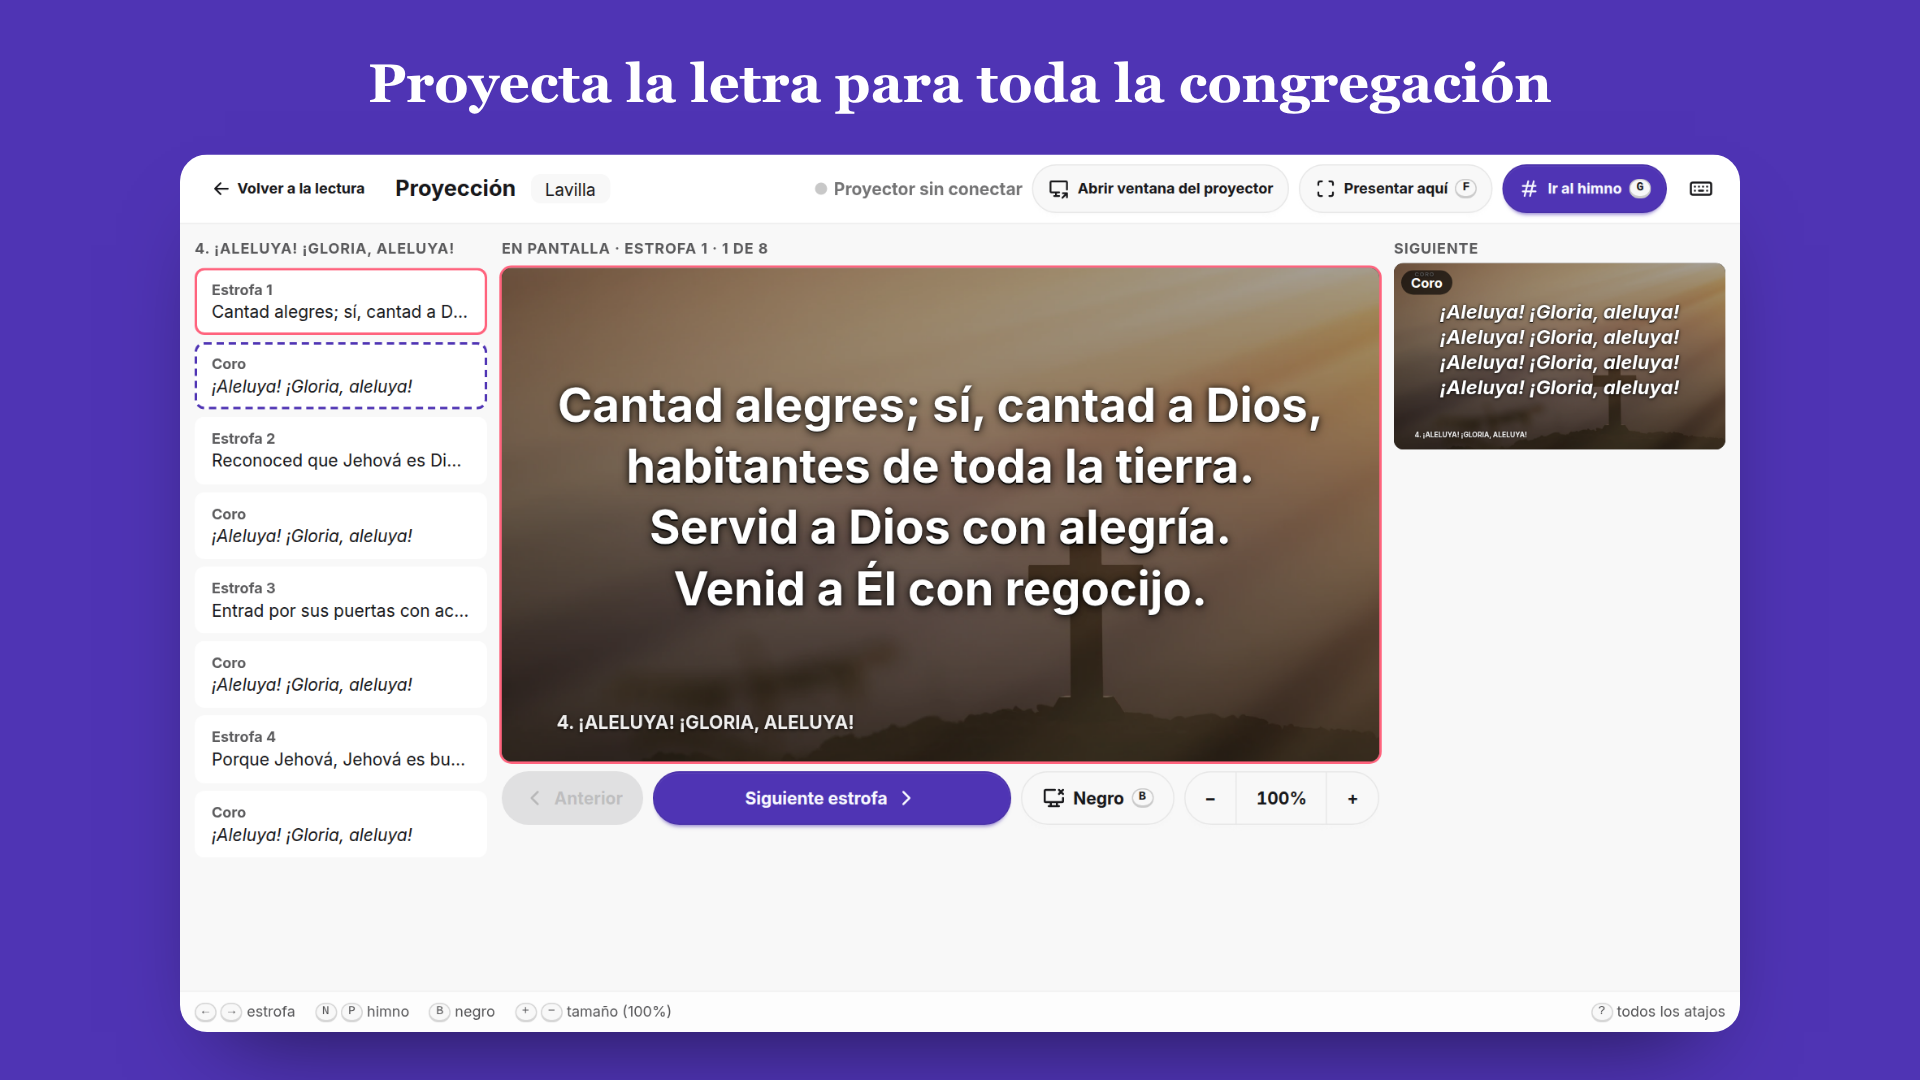 Proyecta la letra para toda la congregación
← Volver a la lectura
Proyección
Lavilla
Proyector sin conectar
Abrir ventana del proyector
Presentar aquí F
# Ir al himno G
4. ¡ALELUYA! ¡GLORIA, ALELUYA!
Estrofa 1
Cantad alegres; sí, cantad a D...
Coro
¡Aleluya! ¡Gloria, aleluya!
Estrofa 2
Reconoced que Jehová es Di...
Coro
¡Aleluya! ¡Gloria, aleluya!
Estrofa 3
Entrad por sus puertas con ac...
Coro
¡Aleluya! ¡Gloria, aleluya!
Estrofa 4
Porque Jehová, Jehová es bu...
Coro
¡Aleluya! ¡Gloria, aleluya!
EN PANTALLA · ESTROFA 1 · 1 DE 8
Cantad alegres; sí, cantad a Dios,
habitantes de toda la tierra.
Servid a Dios con alegría.
Venid a Él con regocijo.
4. ¡ALELUYA! ¡GLORIA, ALELUYA!
Anterior
Siguiente estrofa
Negro B
− 100% +
SIGUIENTE
Coro
¡Aleluya! ¡Gloria, aleluya!
¡Aleluya! ¡Gloria, aleluya!
¡Aleluya! ¡Gloria, aleluya!
¡Aleluya! ¡Gloria, aleluya!
4. ¡ALELUYA! ¡GLORIA, ALELUYA!
← → estrofa N P himno B negro + − tamaño (100%)
? todos los atajos